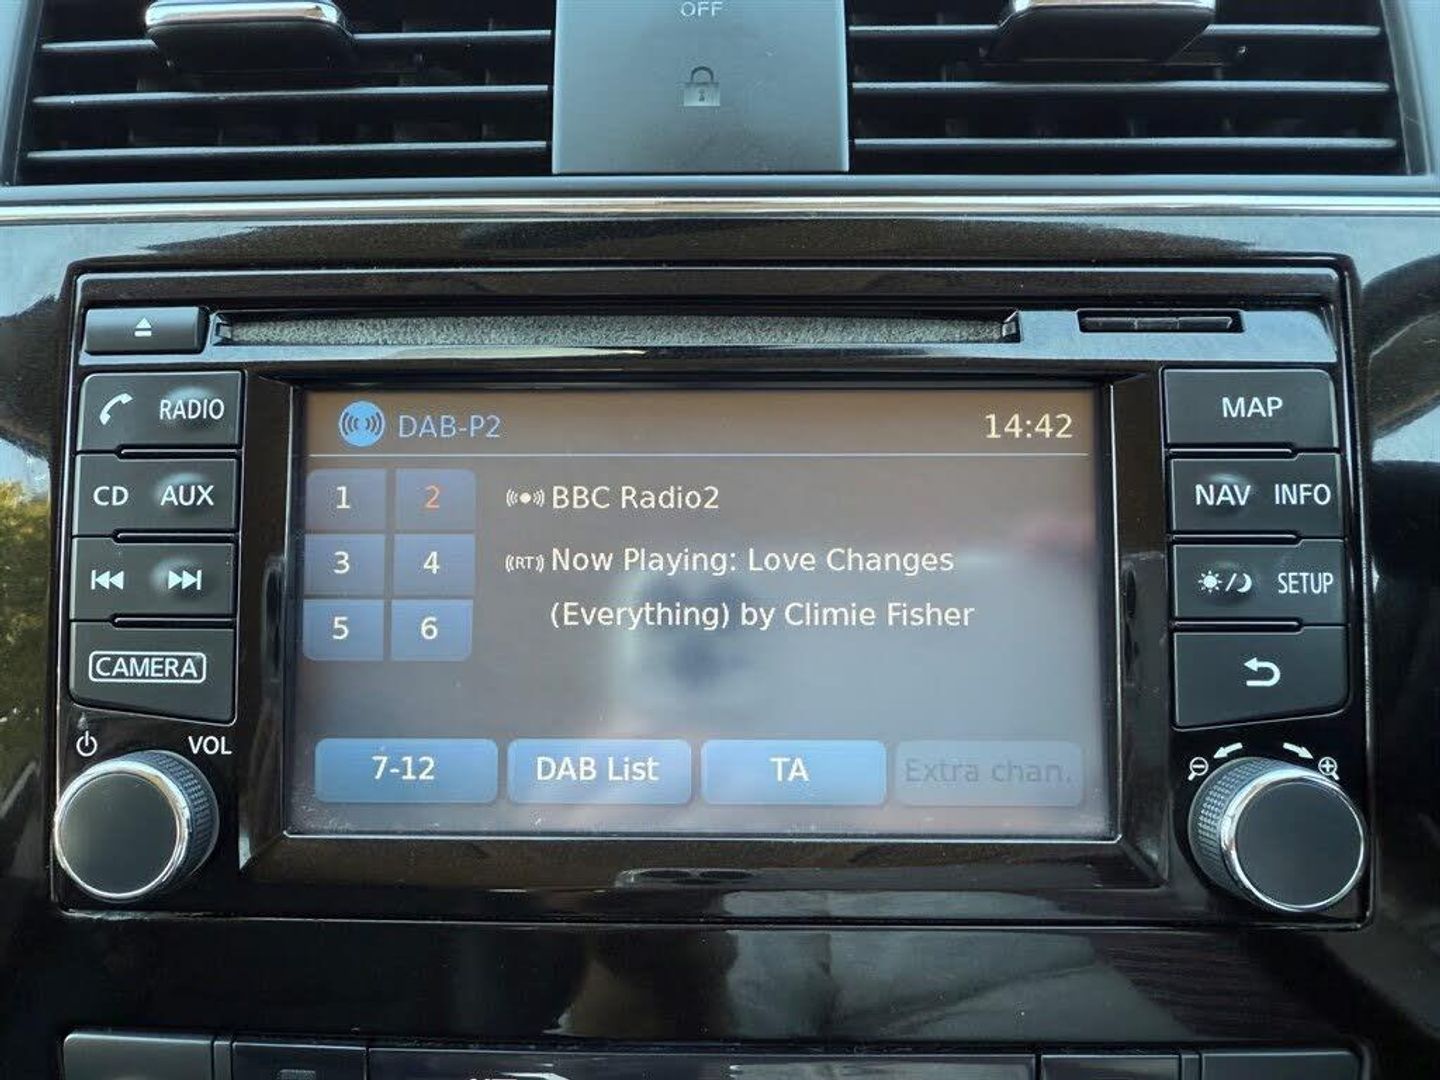 OFF
RADIO
CD AUX
CAMERA
VOL
DAB-P2 14:42
1 2
3 4
5 6
BBC Radio2
((RT)) Now Playing: Love Changes
(Everything) by Climie Fisher
7-12 DAB List TA Extra chan.
MAP
NAV INFO
SETUP